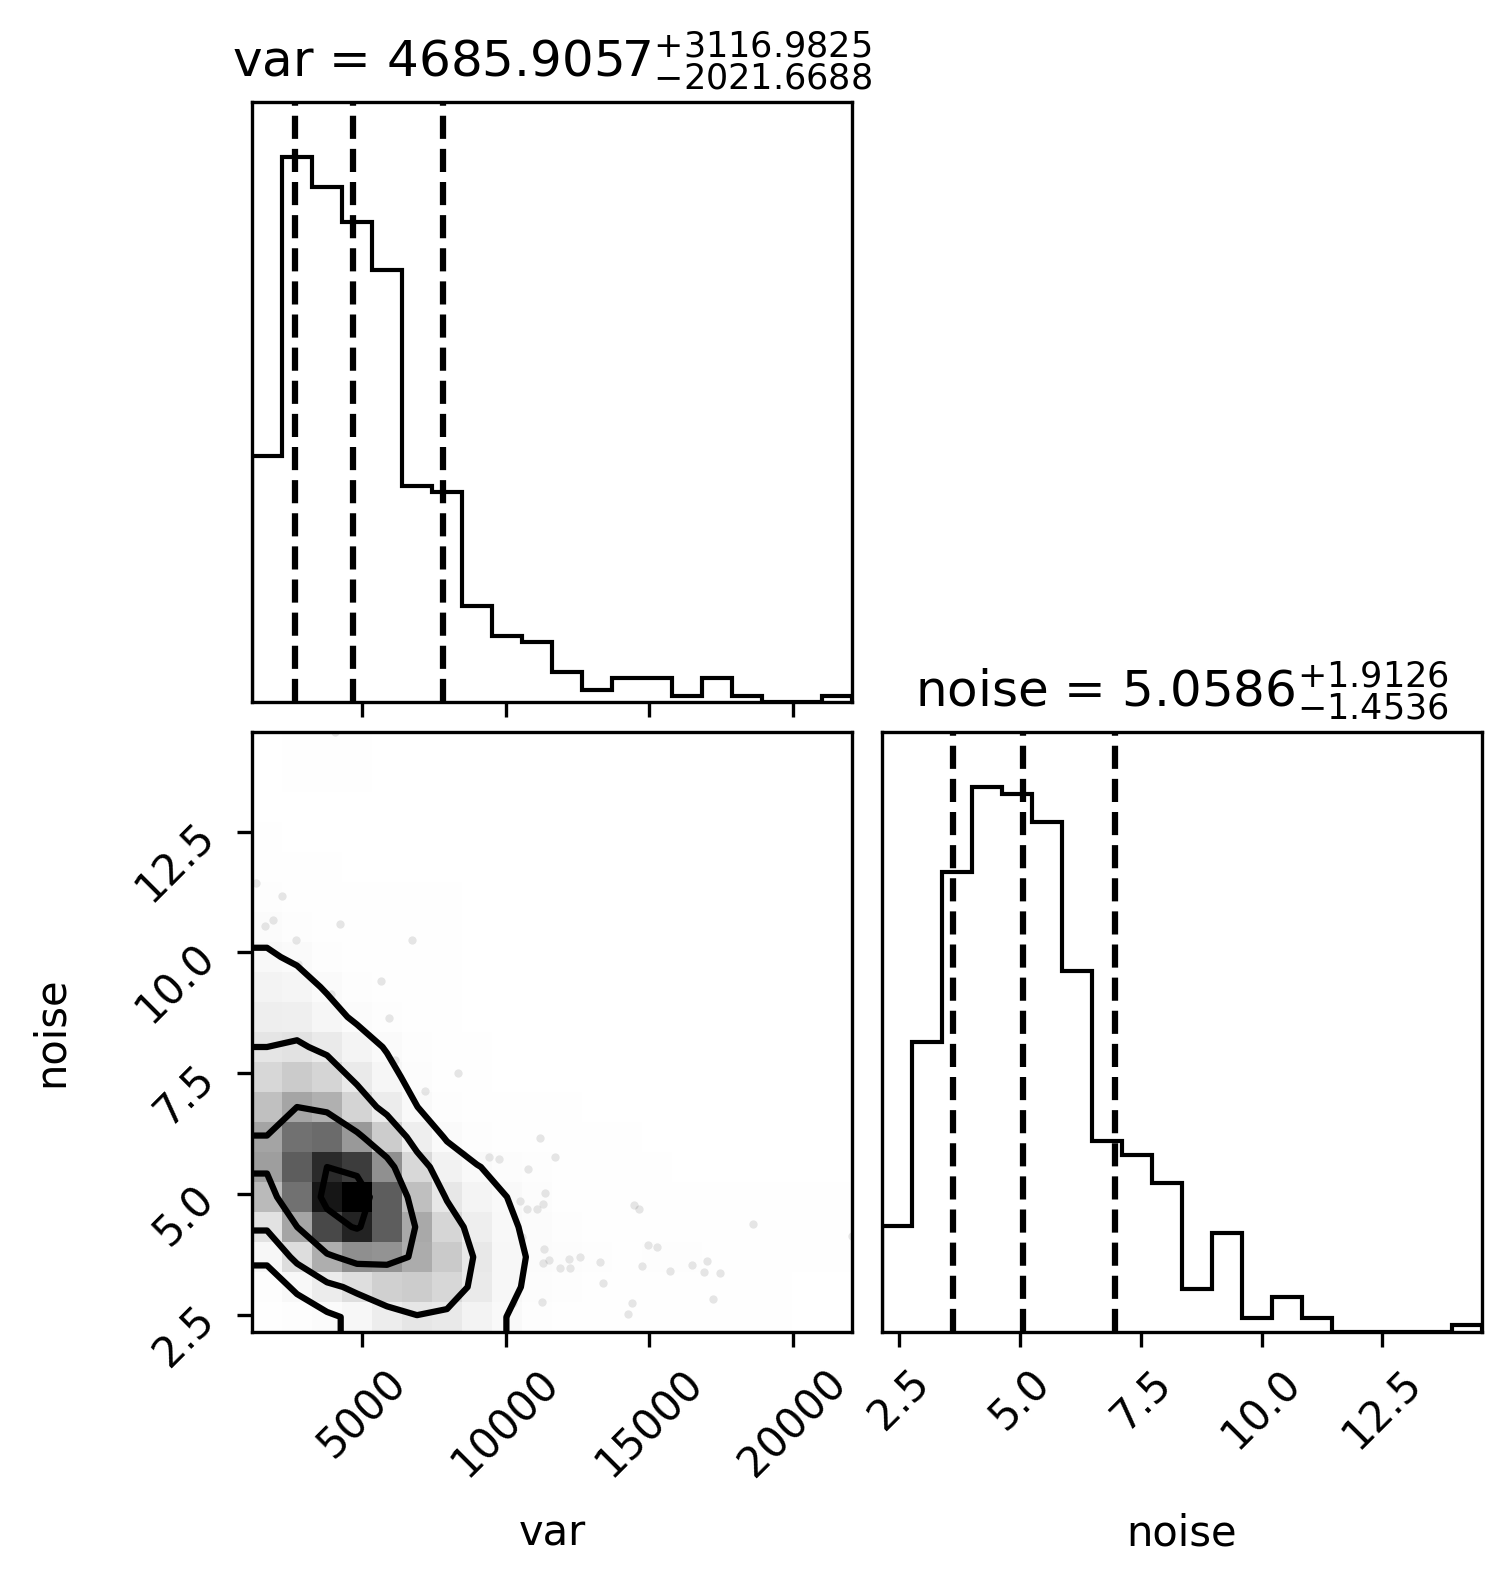 var = 4685.9057 +3116.9825 −2021.6688
noise = 5.0586 +1.9126 −1.4536
12.5
10.0
7.5
5.0
2.5
noise
5000 10000 15000 20000
2.5 5.0 7.5 10.0 12.5
var
noise